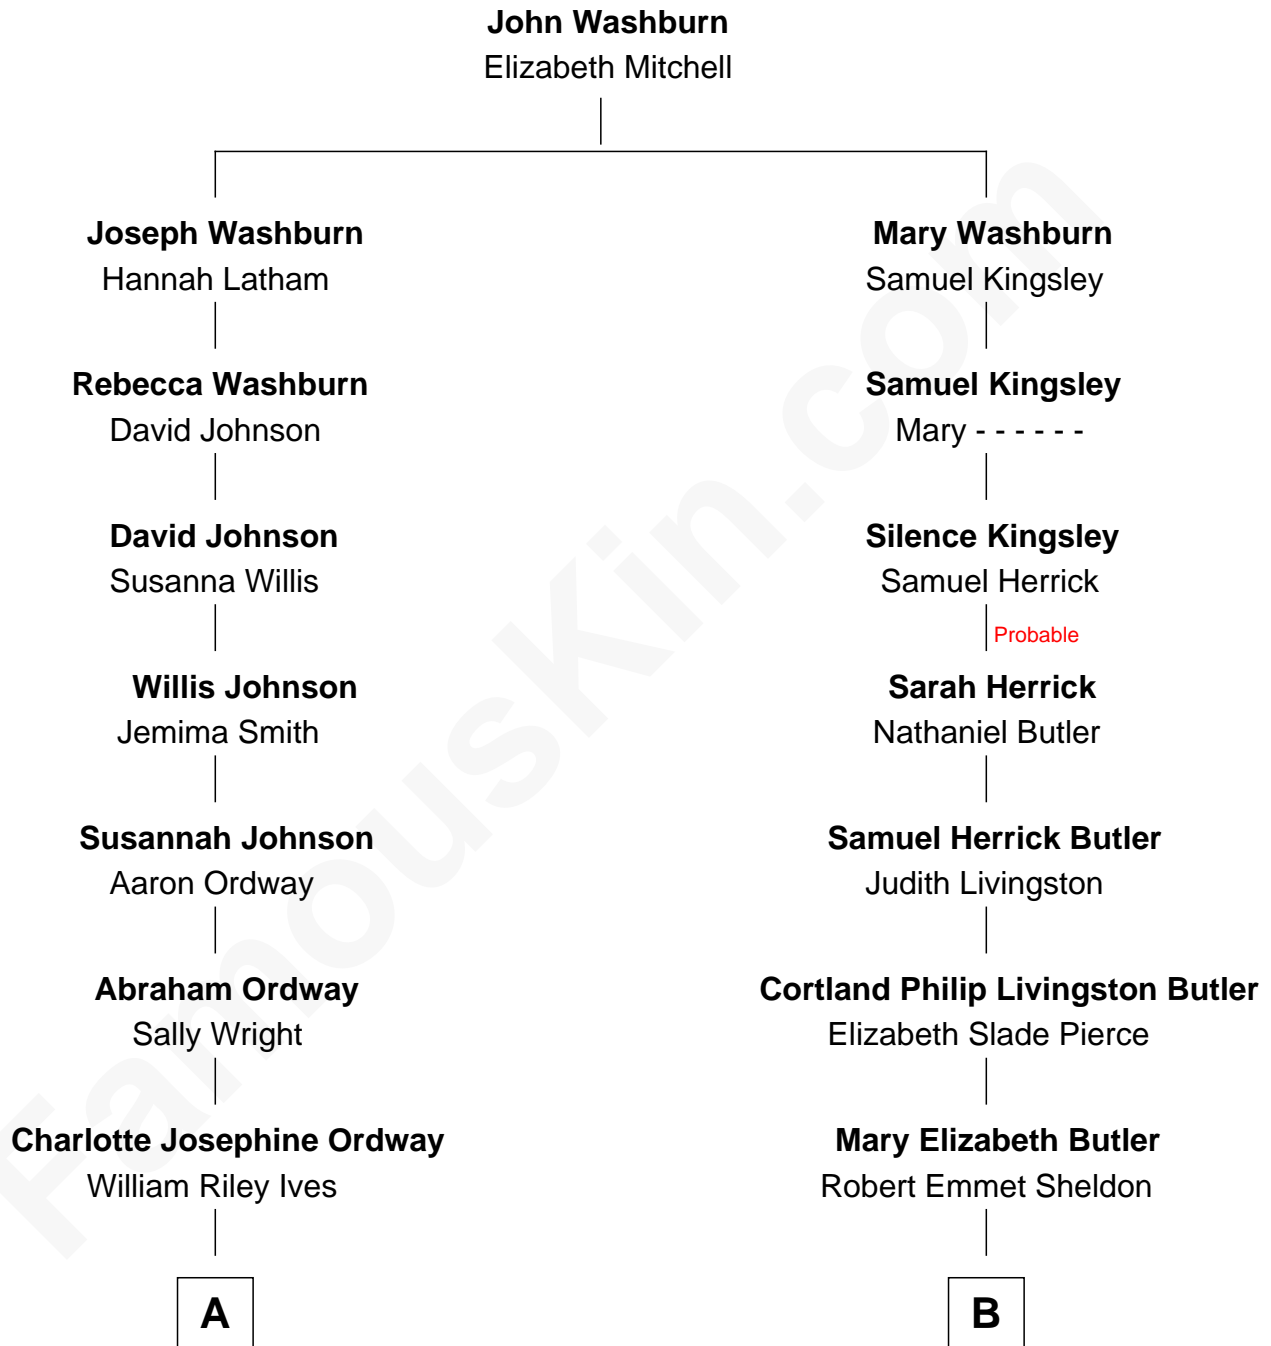 John Washburn
Elizabeth Mitchell
Joseph Washburn
Hannah Latham
Mary Washburn
Samuel Kingsley
Rebecca Washburn
David Johnson
Samuel Kingsley
Mary - - - - - -
David Johnson
Susanna Willis
Silence Kingsley
Samuel Herrick
Probable
Willis Johnson
Jemima Smith
Sarah Herrick
Nathaniel Butler
Susannah Johnson
Aaron Ordway
Samuel Herrick Butler
Judith Livingston
Abraham Ordway
Sally Wright
Cortland Philip Livingston Butler
Elizabeth Slade Pierce
Charlotte Josephine Ordway
William Riley Ives
Mary Elizabeth Butler
Robert Emmet Sheldon
A
B
FamousKin.com